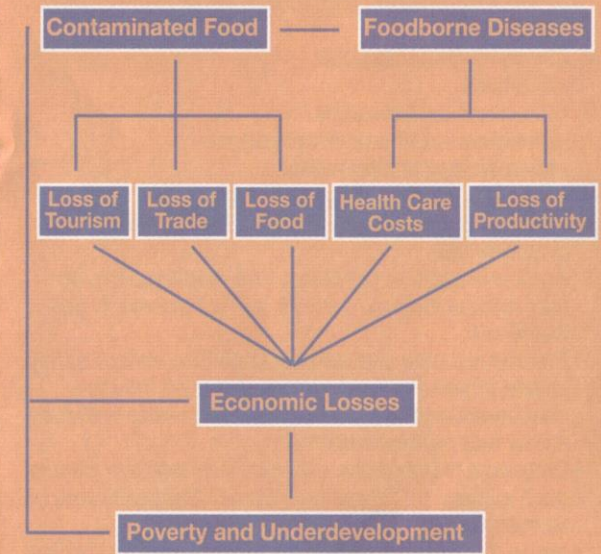 Contaminated Food
Foodborne Diseases
Loss of
Tourism
Loss of
Trade
Loss of
Food
Health Care
Costs
Loss of
Productivity
Economic Losses
Poverty and Underdevelopment